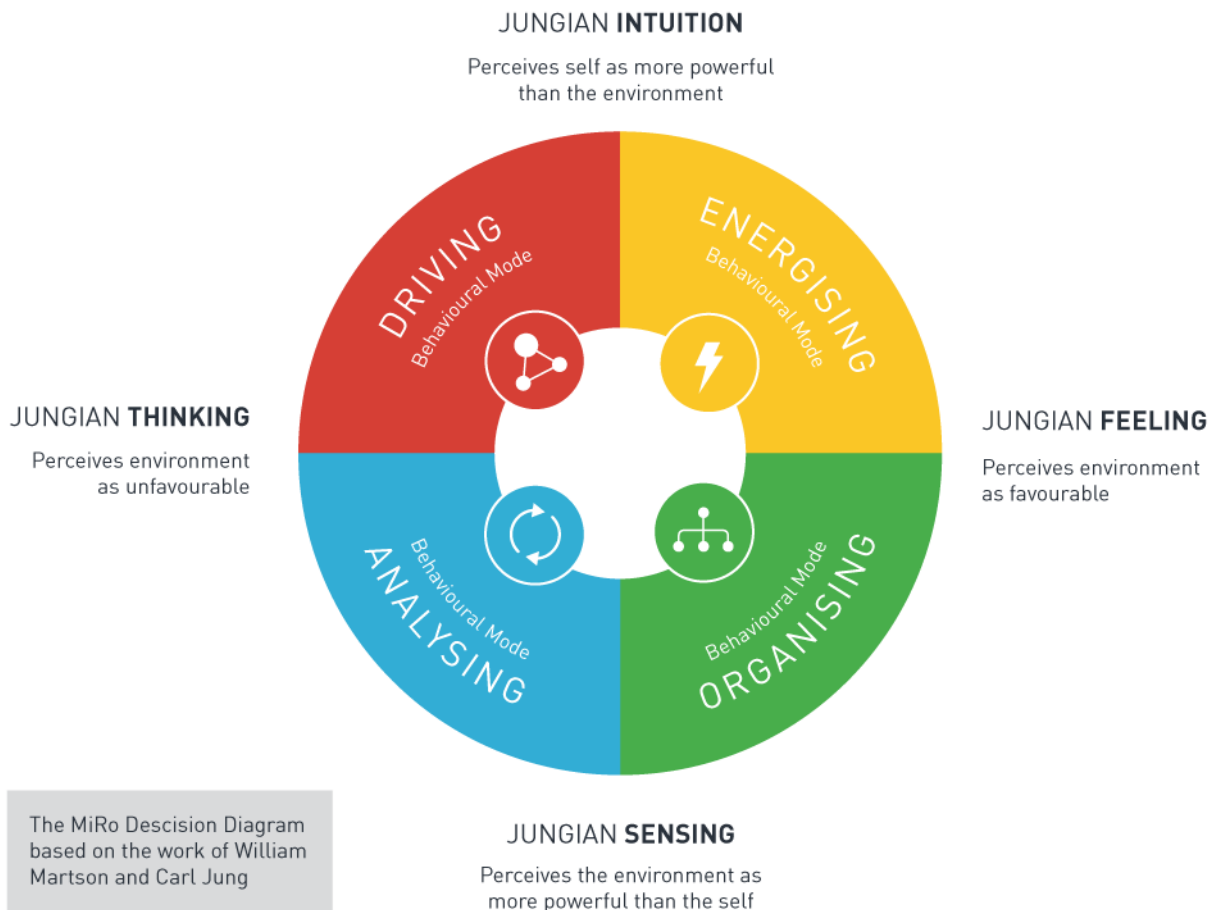 JUNGIAN INTUITION
Perceives self as more powerful
than the environment
DRIVING
Behavioural Mode
ENERGISING
Behavioural Mode
JUNGIAN THINKING
Perceives environment
as unfavourable
JUNGIAN FEELING
Perceives environment
as favourable
Behavioural Mode
ANALYSING
Behavioural Mode
ORGANISING
The MiRo Descision Diagram
based on the work of William
Martson and Carl Jung
JUNGIAN SENSING
Perceives the environment as
more powerful than the self